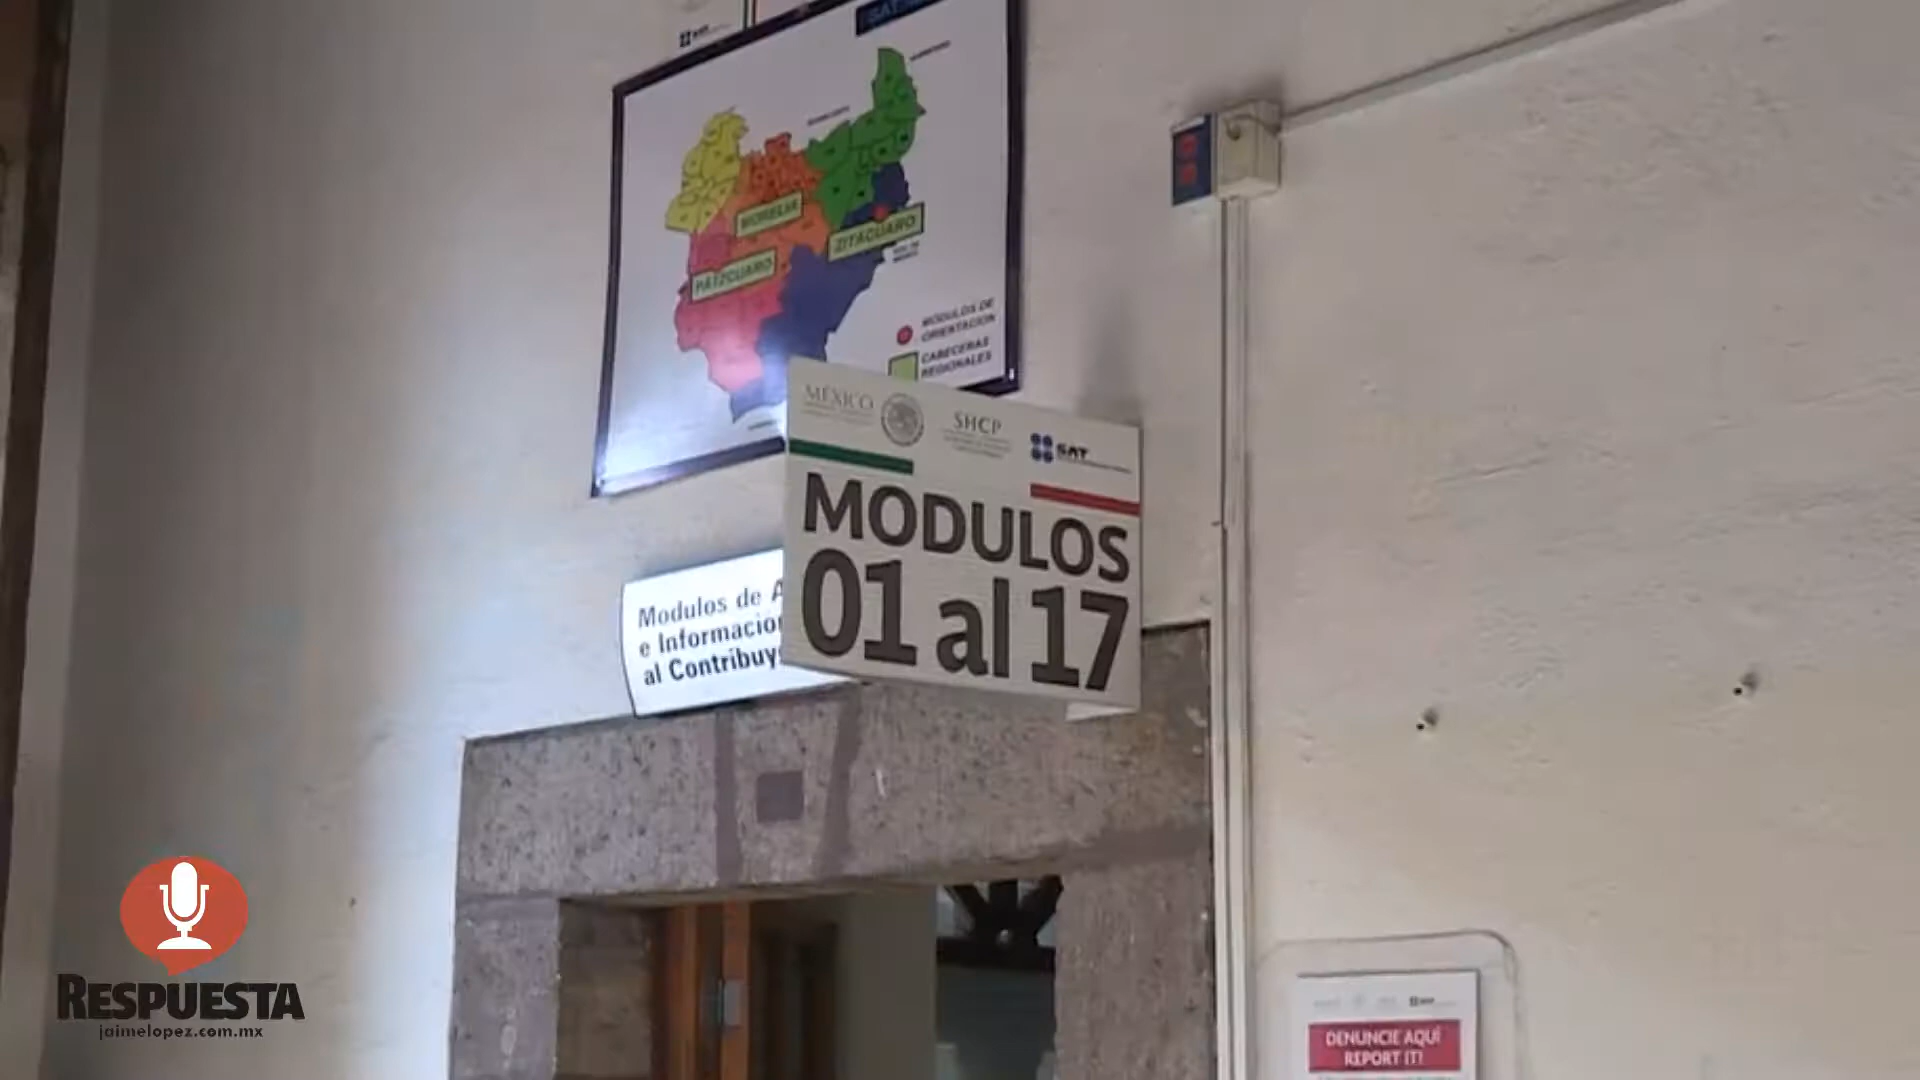 MORELIA
ZITACUARO
PATZCUARO
MODULOS DE
ORIENTACION
CABECERAS
REGIONALES
MÉXICO
SHCP
SAT
MODULOS
01 al 17
Modulos de
e Informació
al Contribuy
RESPUESTA
jaimelopez.com.mx
DENUNCIE AQUÍ
REPORT IT!